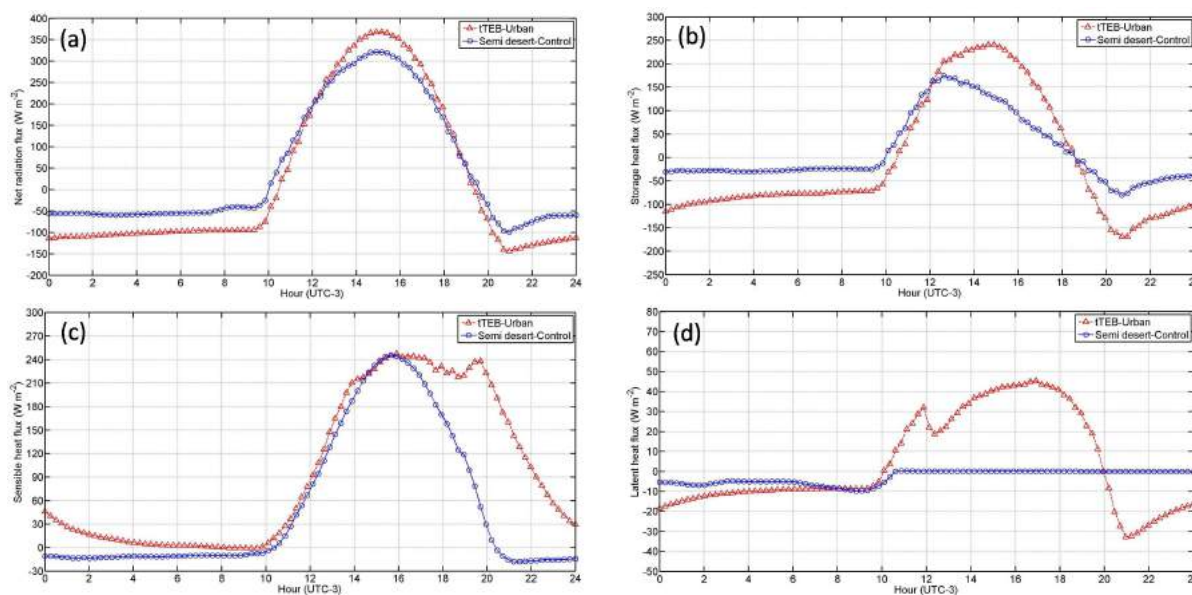 (a)
tTEB-Urban
Semi desert-Control
Net radiation flux (W m⁻²)
400
350
300
250
200
150
100
50
0
-50
-100
-150
-200
0 2 4 6 8 10 12 14 16 18 20 22 24
Hour (UTC-3)
(b)
tTEB-Urban
Semi desert-Control
Storage heat flux (W m⁻²)
300
250
200
150
100
50
0
-50
-100
-150
-200
-250
0 2 4 6 8 10 12 14 16 18 20 22 24
Hour (UTC-3)
(c)
tTEB-Urban
Semi desert-Control
Sensible heat flux (W m⁻²)
300
270
240
210
180
150
120
90
60
30
0
-30
0 2 4 6 8 10 12 14 16 18 20 22 24
Hour (UTC-3)
(d)
tTEB-Urban
Semi desert-Control
Latent heat flux (W m⁻²)
80
70
60
50
40
30
20
10
0
-10
-20
-30
-40
-50
0 2 4 6 8 10 12 14 16 18 20 22 24
Hour (UTC-3)